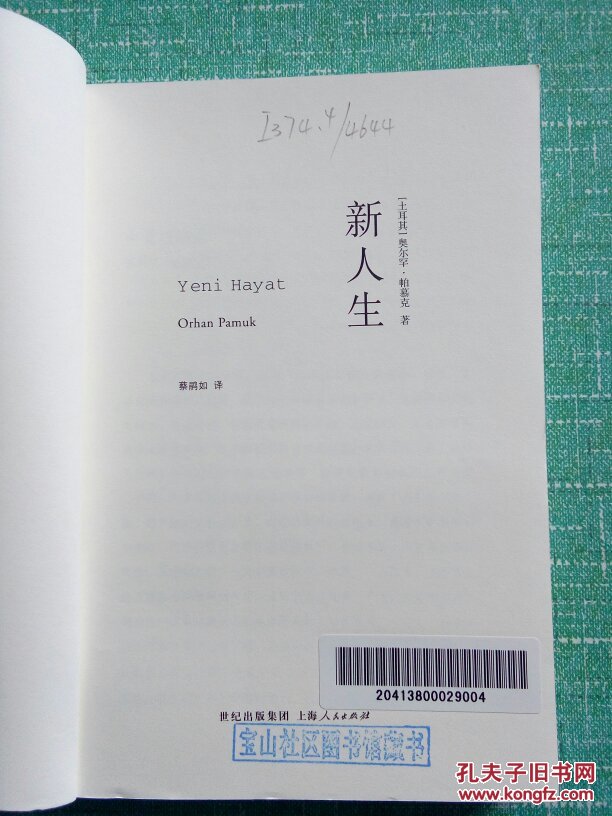 I374.4/4644
[土耳其]奥尔罕·帕慕克 著
新人生
Yeni Hayat
Orhan Pamuk
蔡鹃如 译
20413800029004
世纪出版集团 上海人民出版社
宝山社区图书馆藏书
孔夫子旧书网
www.kongfz.com